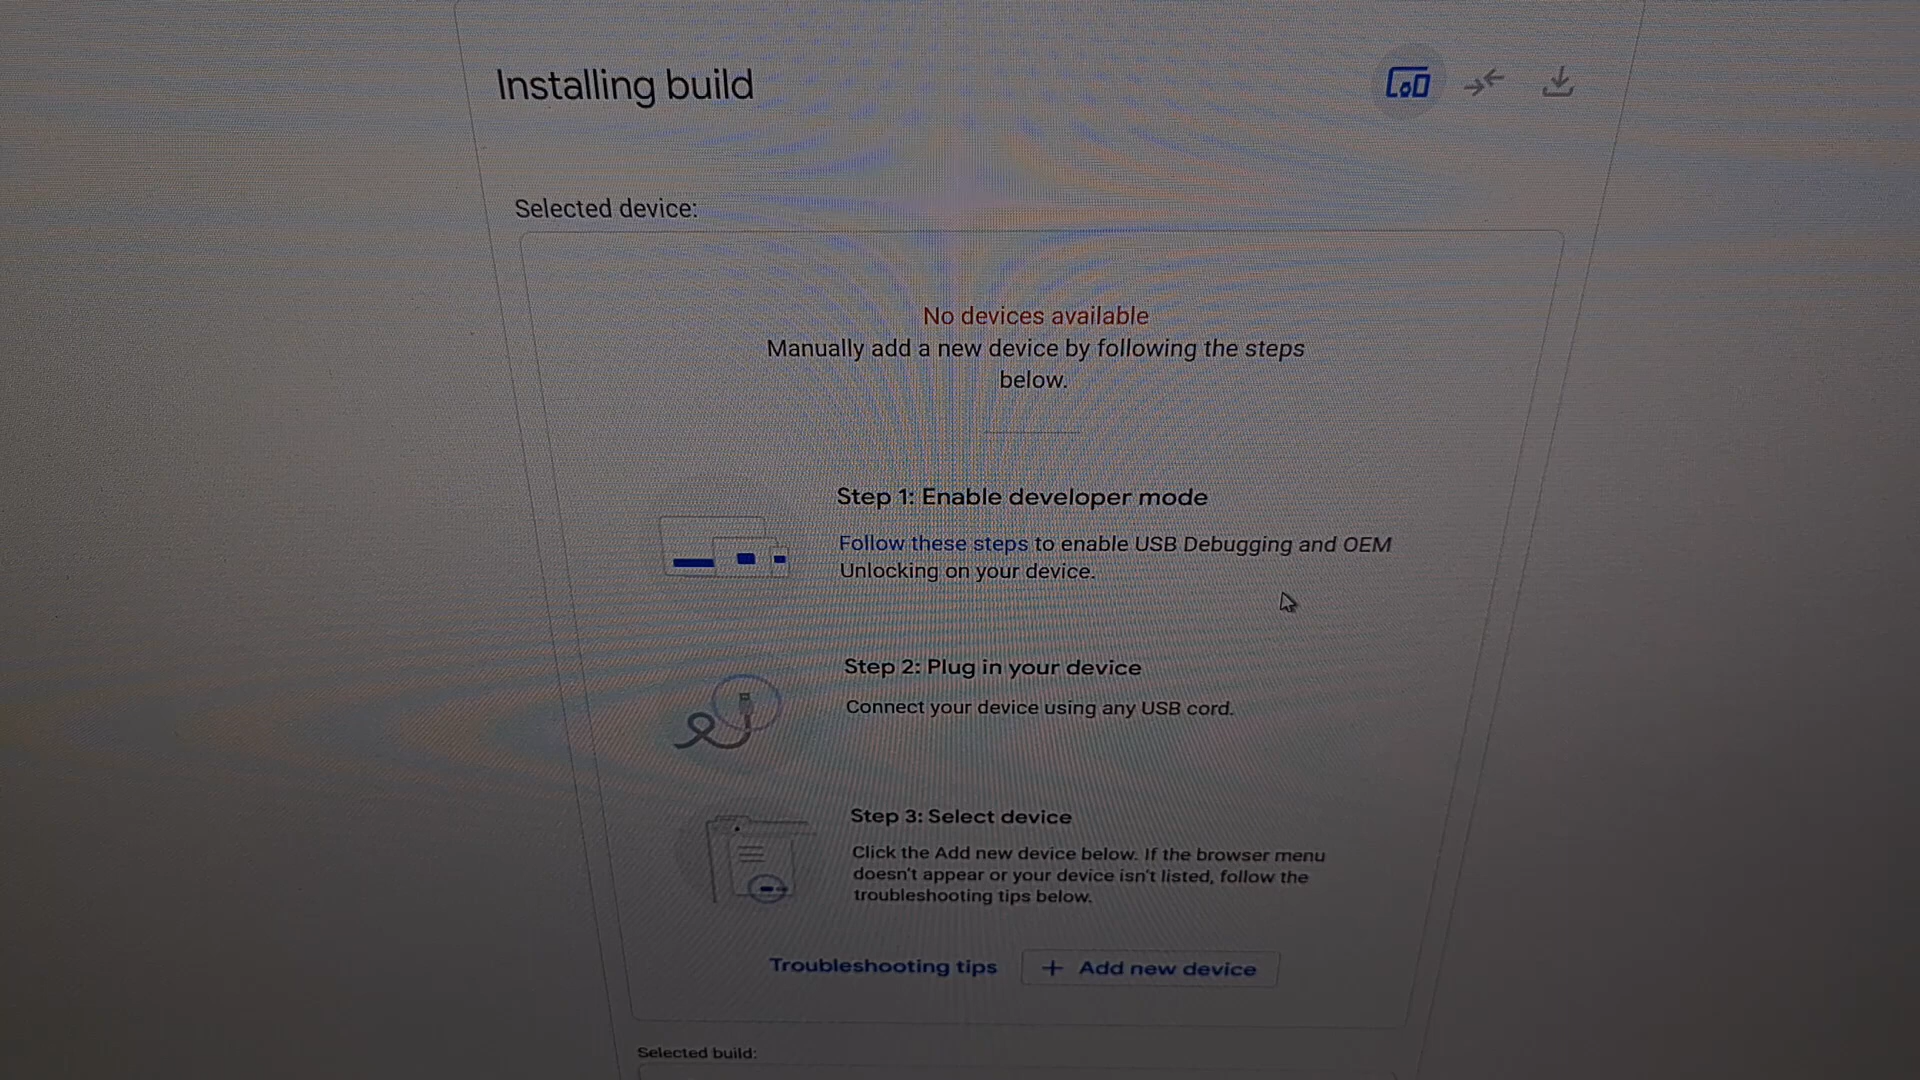 Installing build
Selected device:
No devices available
Manually add a new device by following the steps
below.
Step 1: Enable developer mode
Follow these steps to enable USB Debugging and OEM
Unlocking on your device.
Step 2: Plug in your device
Connect your device using any USB cord.
Step 3: Select device
Click the Add new device below. If the browser menu
doesn't appear or your device isn't listed, follow the
troubleshooting tips below.
Troubleshooting tips
+ Add new device
Selected build: